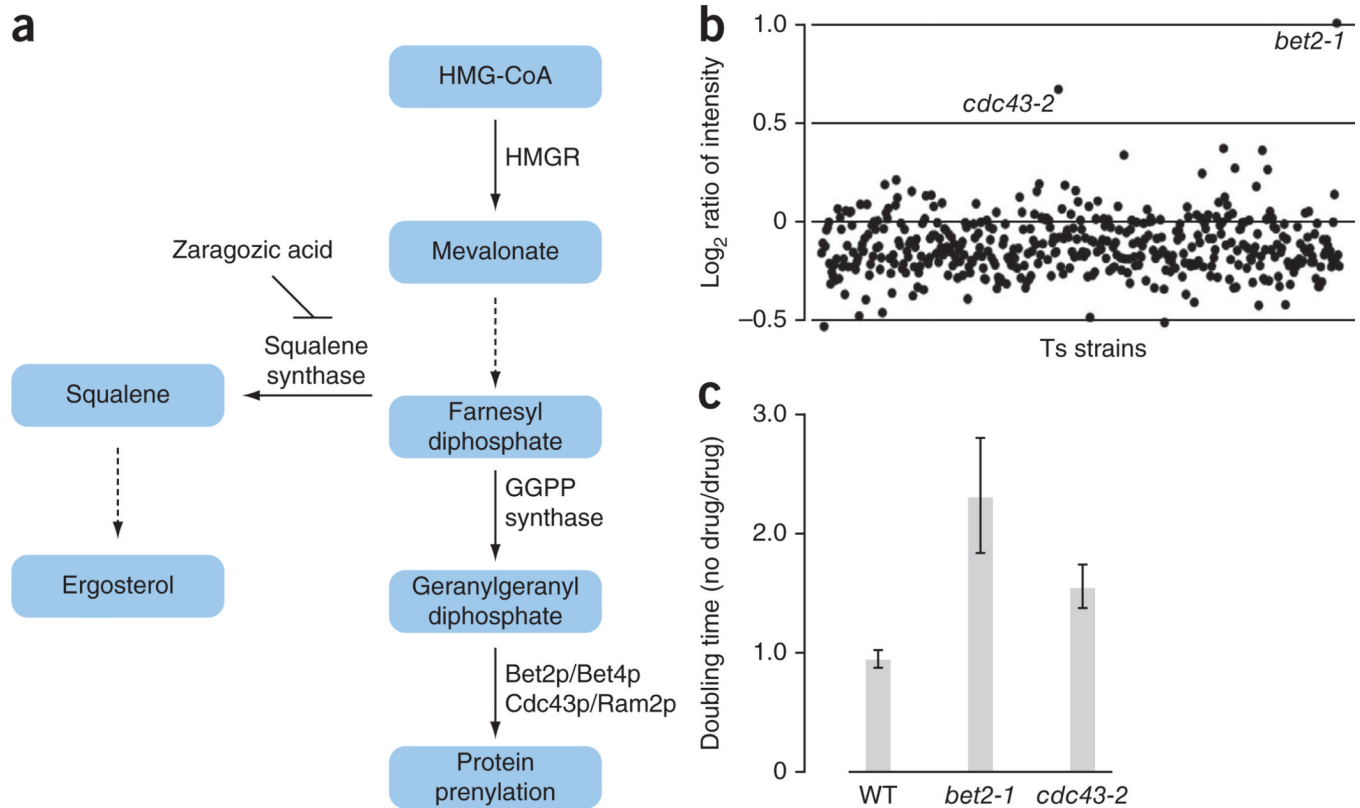 a
HMG-CoA
HMGR
Mevalonate
Zaragozic acid
Squalene
synthase
Squalene
Farnesyl
diphosphate
GGPP
synthase
Ergosterol
Geranylgeranyl
diphosphate
Bet2p/Bet4p
Cdc43p/Ram2p
Protein
prenylation
b
Log2 ratio of intensity
1.0
0.5
0
–0.5
bet2-1
cdc43-2
Ts strains
c
Doubling time (no drug/drug)
3.0
2.0
1.0
0
WT
bet2-1
cdc43-2